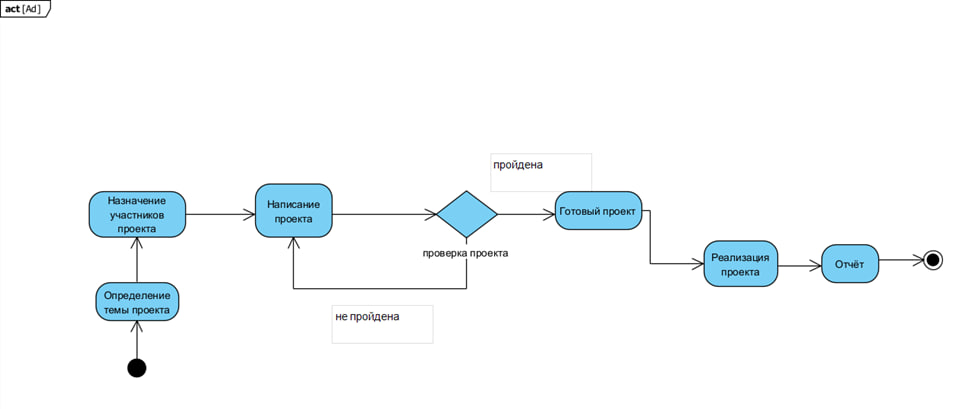 act [Ad]
пройдена
Назначение
участников
проекта
Написание
проекта
Готовый проект
проверка проекта
Реализация
проекта
Отчёт
Определение
темы проекта
не пройдена